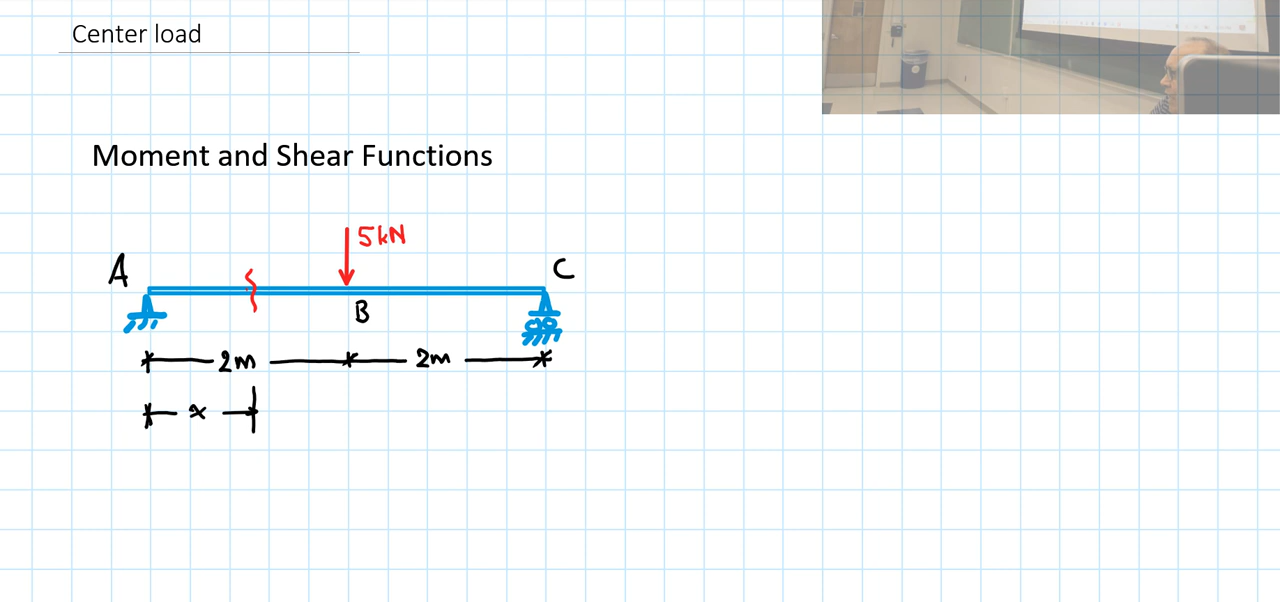 Center load
Moment and Shear Functions
5kN
A
C
B
2m 2m
x